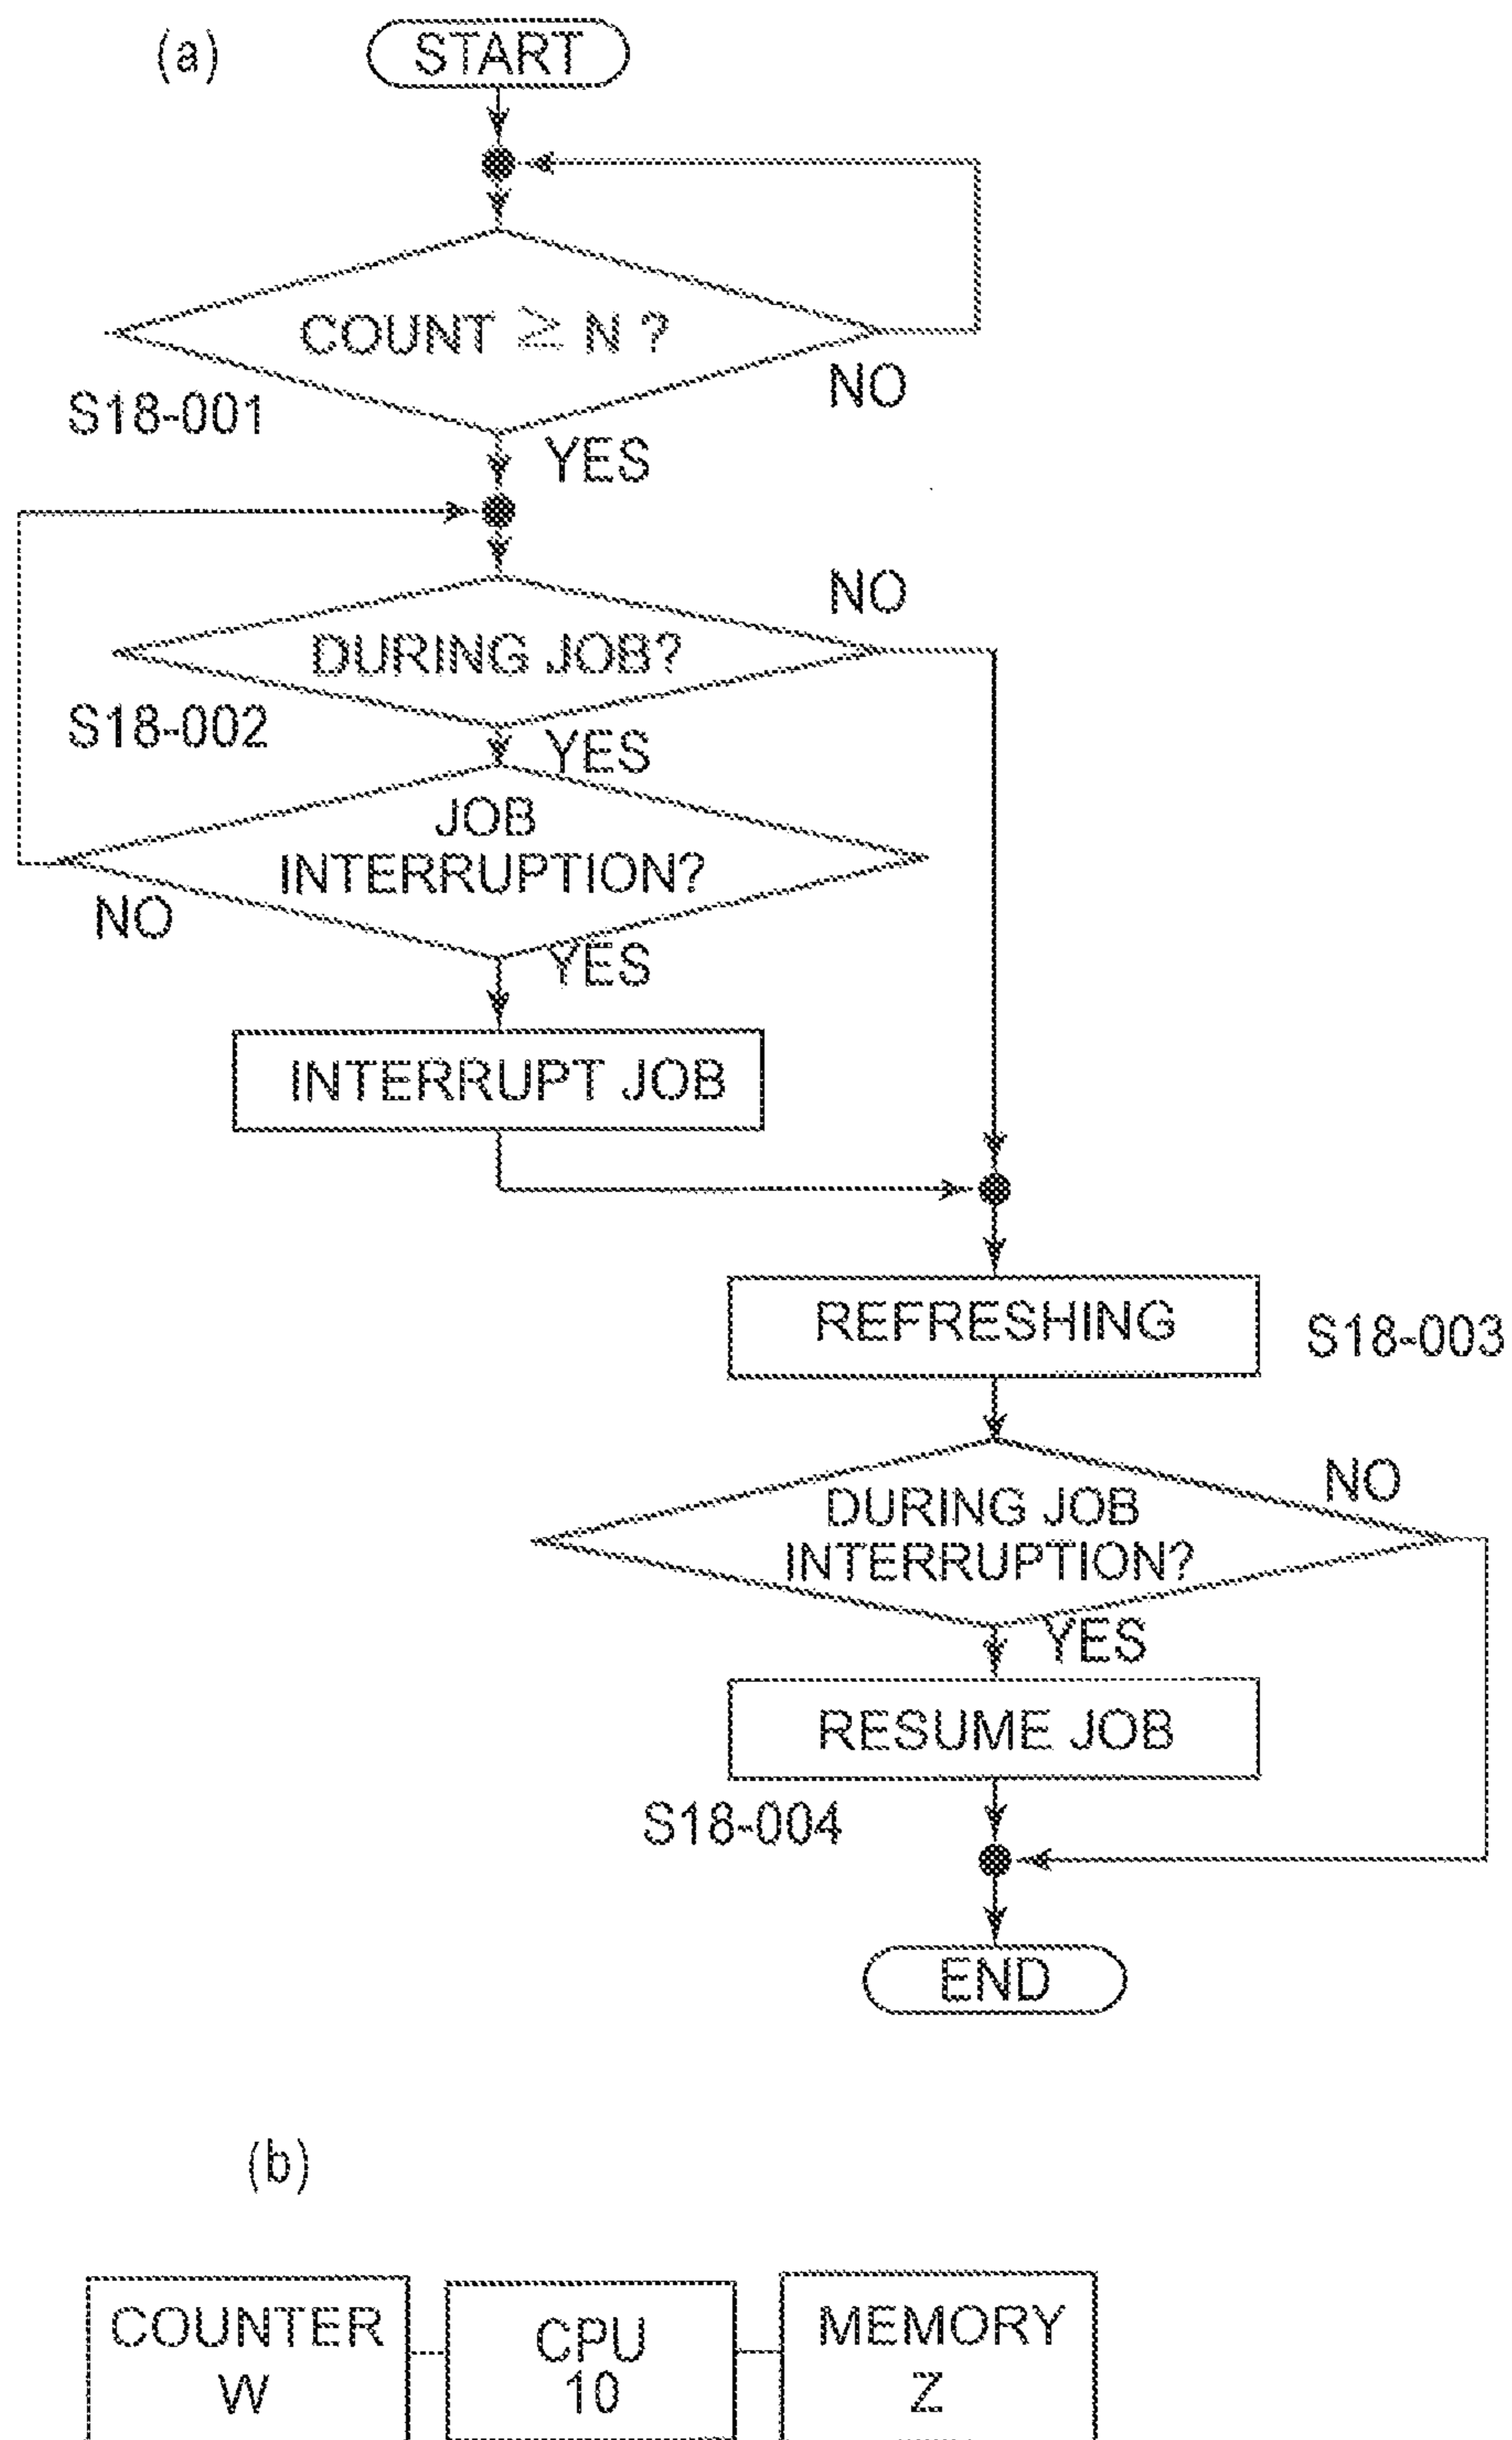 (a)
START
COUNT ≧ N ?
NO
S18-001
YES
NO
DURING JOB?
S18-002
YES
JOB
INTERRUPTION?
NO
YES
INTERRUPT JOB
REFRESHING
S18-003
NO
DURING JOB
INTERRUPTION?
YES
RESUME JOB
S18-004
END
(b)
COUNTER
W
CPU
10
MEMORY
Z